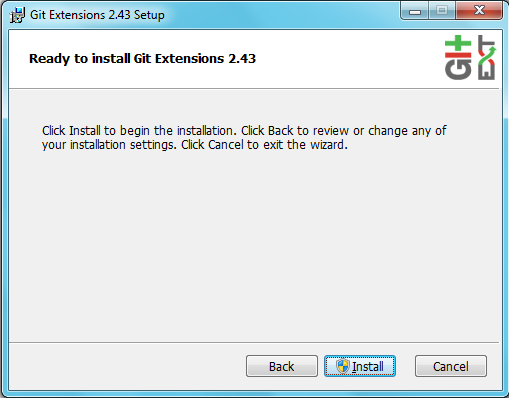 Git Extensions 2.43 Setup
Ready to install Git Extensions 2.43
Git
EXT
Click Install to begin the installation. Click Back to review or change any of
your installation settings. Click Cancel to exit the wizard.
Back
Install
Cancel